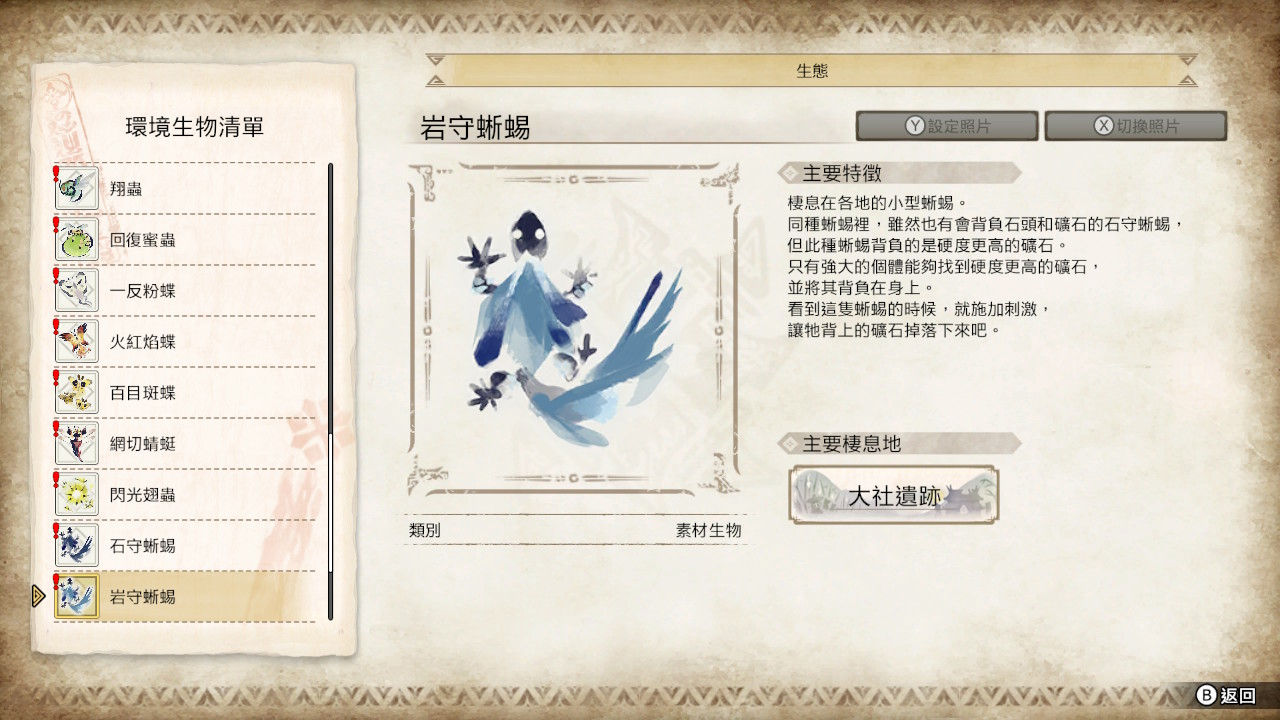 生態
環境生物清單
翔蟲
回復蜜蟲
一反粉蝶
火紅焰蝶
百目斑蝶
網切蜻蜓
閃光翅蟲
石守蜥蜴
岩守蜥蜴
岩守蜥蜴
Y設定照片
X切換照片
主要特徵
棲息在各地的小型蜥蜴。
同種蜥蜴裡，雖然也有會背負石頭和礦石的石守蜥蜴，
但此種蜥蜴背負的是硬度更高的礦石。
只有強大的個體能夠找到硬度更高的礦石，
並將其背負在身上。
看到這隻蜥蜴的時候，就施加刺激，
讓牠背上的礦石掉落下來吧。
主要棲息地
大社遺跡
類別 素材生物
B返回